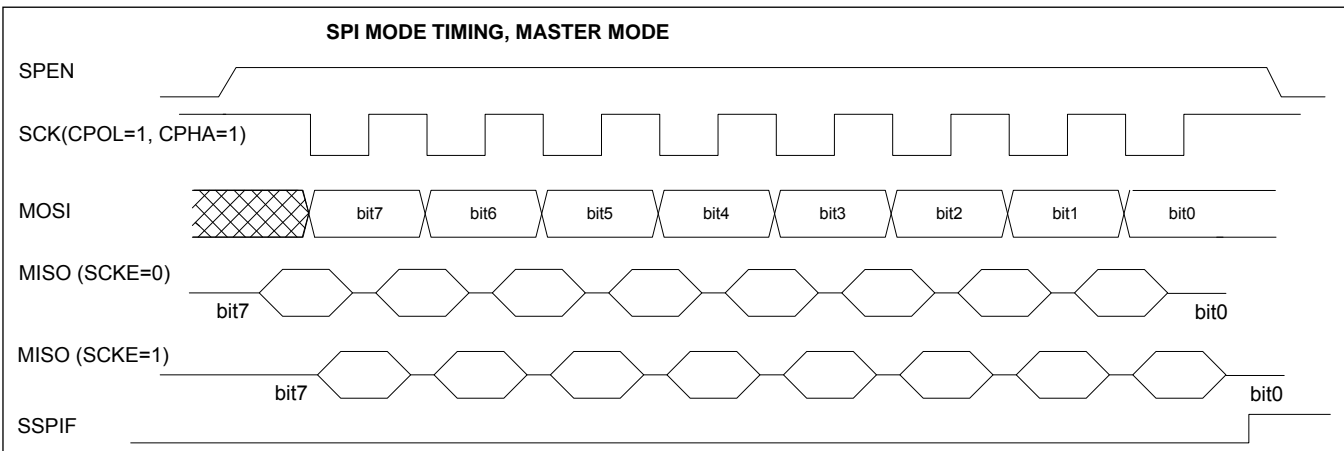 SPI MODE TIMING, MASTER MODE
SPEN
SCK(CPOL=1, CPHA=1)
MOSI bit7 bit6 bit5 bit4 bit3 bit2 bit1 bit0
MISO (SCKE=0)
bit7 bit0
MISO (SCKE=1)
bit7 bit0
SSPIF